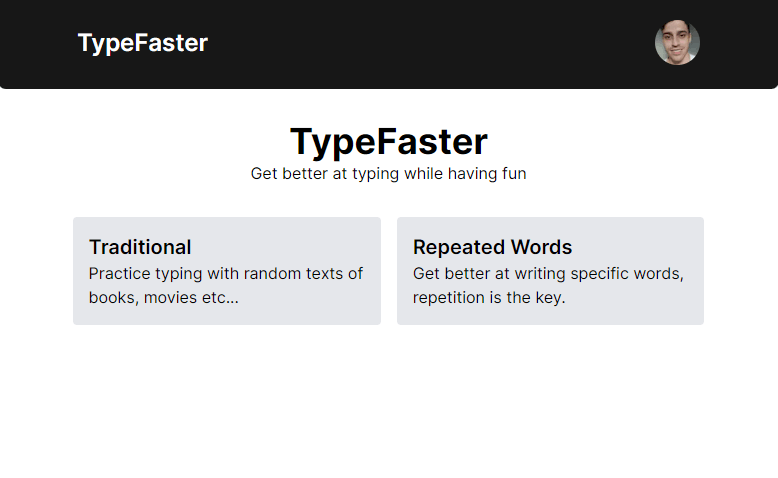 TypeFaster
TypeFaster
Get better at typing while having fun
Traditional
Practice typing with random texts of
books, movies etc...
Repeated Words
Get better at writing specific words,
repetition is the key.